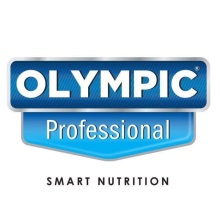 OLYMPIC®
Professional
SMART NUTRITION